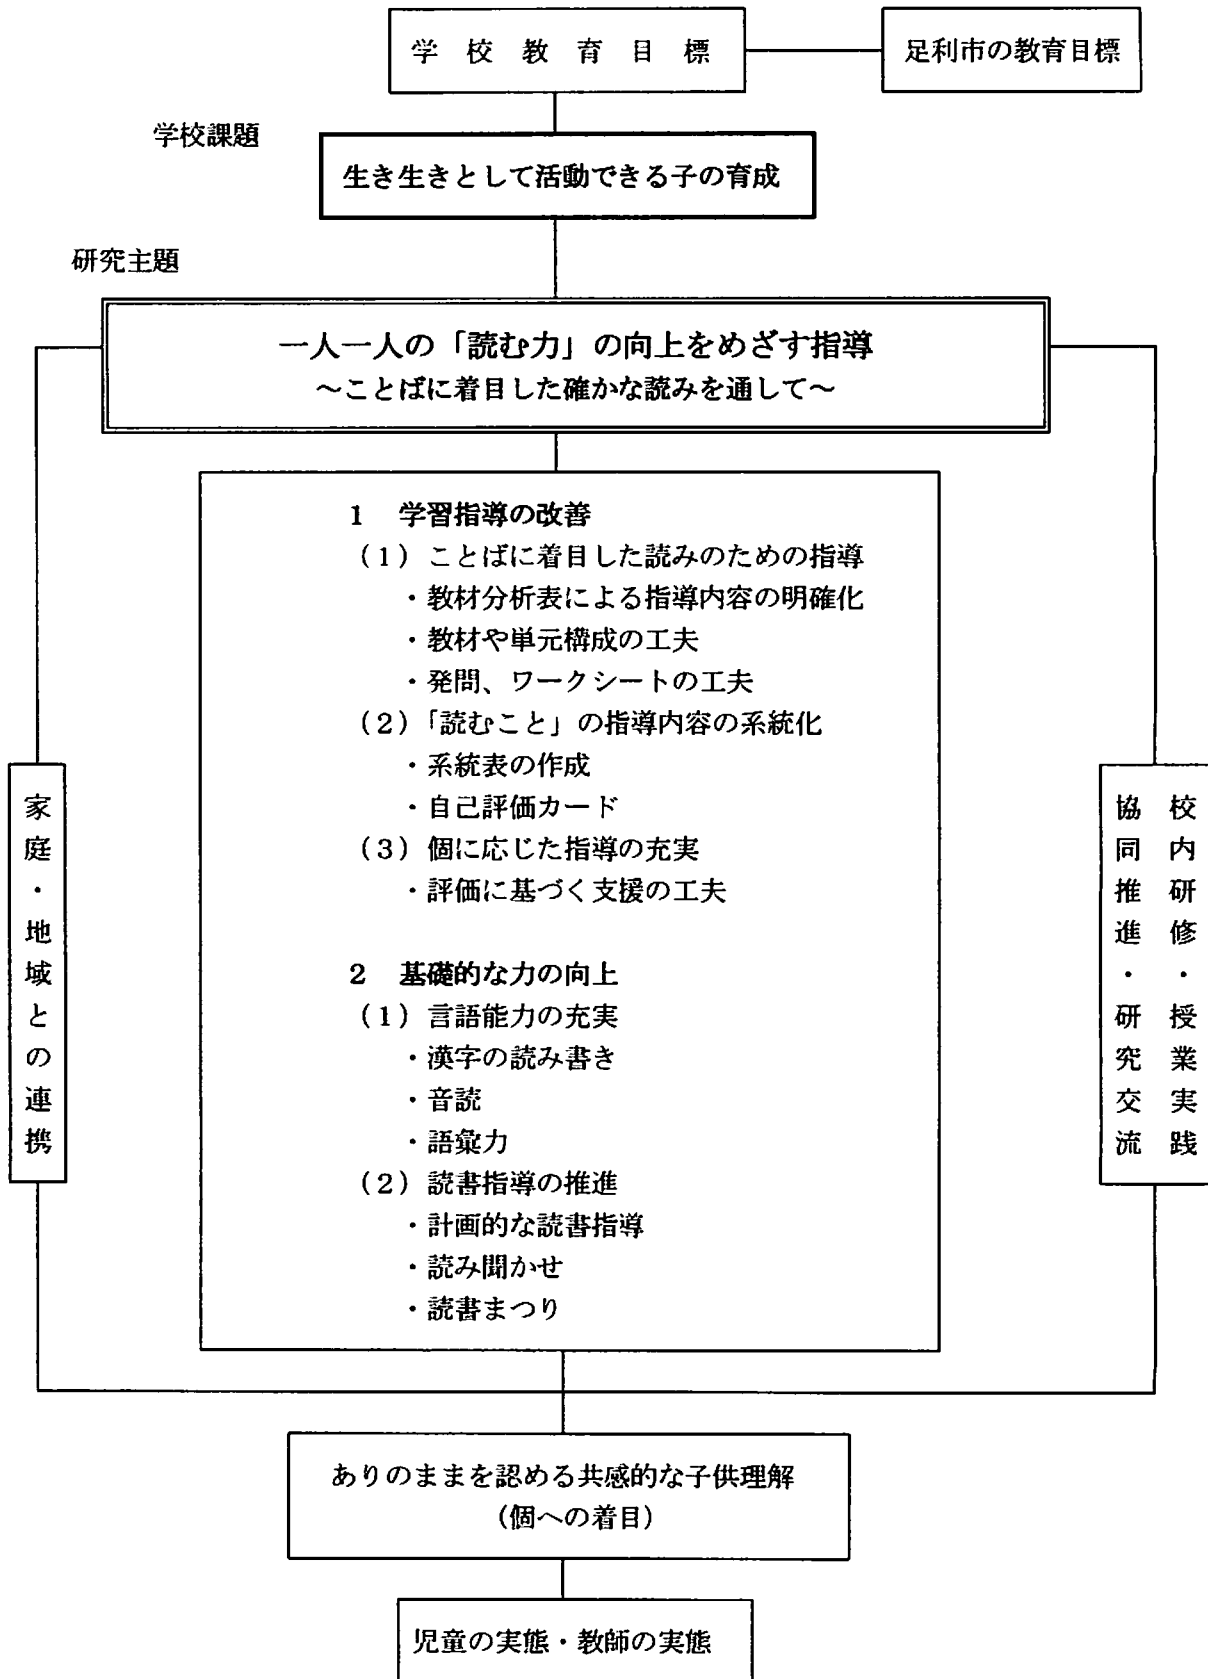 学校教育目標
足利市の教育目標
学校課題
生き生きとして活動できる子の育成
研究主題
一人一人の「読む力」の向上をめざす指導
～ことばに着目した確かな読みを通して～
1　学習指導の改善
(1) ことばに着目した読みのための指導
・教材分析表による指導内容の明確化
・教材や単元構成の工夫
・発問、ワークシートの工夫
(2)「読むこと」の指導内容の系統化
・系統表の作成
・自己評価カード
(3) 個に応じた指導の充実
・評価に基づく支援の工夫
2　基礎的な力の向上
(1) 言語能力の充実
・漢字の読み書き
・音読
・語彙力
(2) 読書指導の推進
・計画的な読書指導
・読み聞かせ
・読書まつり
家庭・地域との連携
校内研修・授業実践
協同推進・研究交流
ありのままを認める共感的な子供理解
(個への着目)
児童の実態・教師の実態